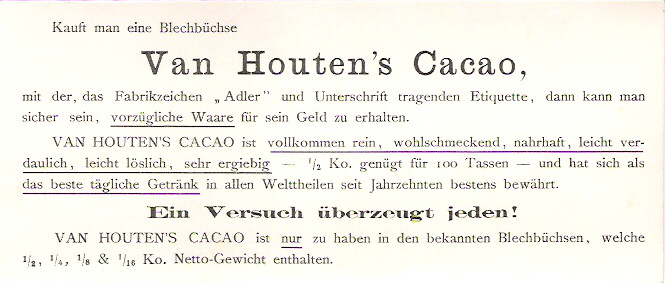 Kauft man eine Blechbüchse
Van Houten's Cacao,
mit der, das Fabrikzeichen „Adler” und Unterschrift tragenden Etiquette, dann kann man
sicher sein, vorzügliche Waare für sein Geld zu erhalten.
VAN HOUTEN'S CACAO ist vollkommen rein, wohlschmeckend, nahrhaft, leicht ver-
daulich, leicht löslich, sehr ergiebig — 1/2 Ko. genügt für 100 Tassen — und hat sich als
das beste tägliche Getränk in allen Welttheilen seit Jahrzehnten bestens bewährt.
Ein Versuch überzeugt jeden!
VAN HOUTEN'S CACAO ist nur zu haben in den bekannten Blechbüchsen, welche
1/2, 1/4, 1/8 & 1/16 Ko. Netto-Gewicht enthalten.